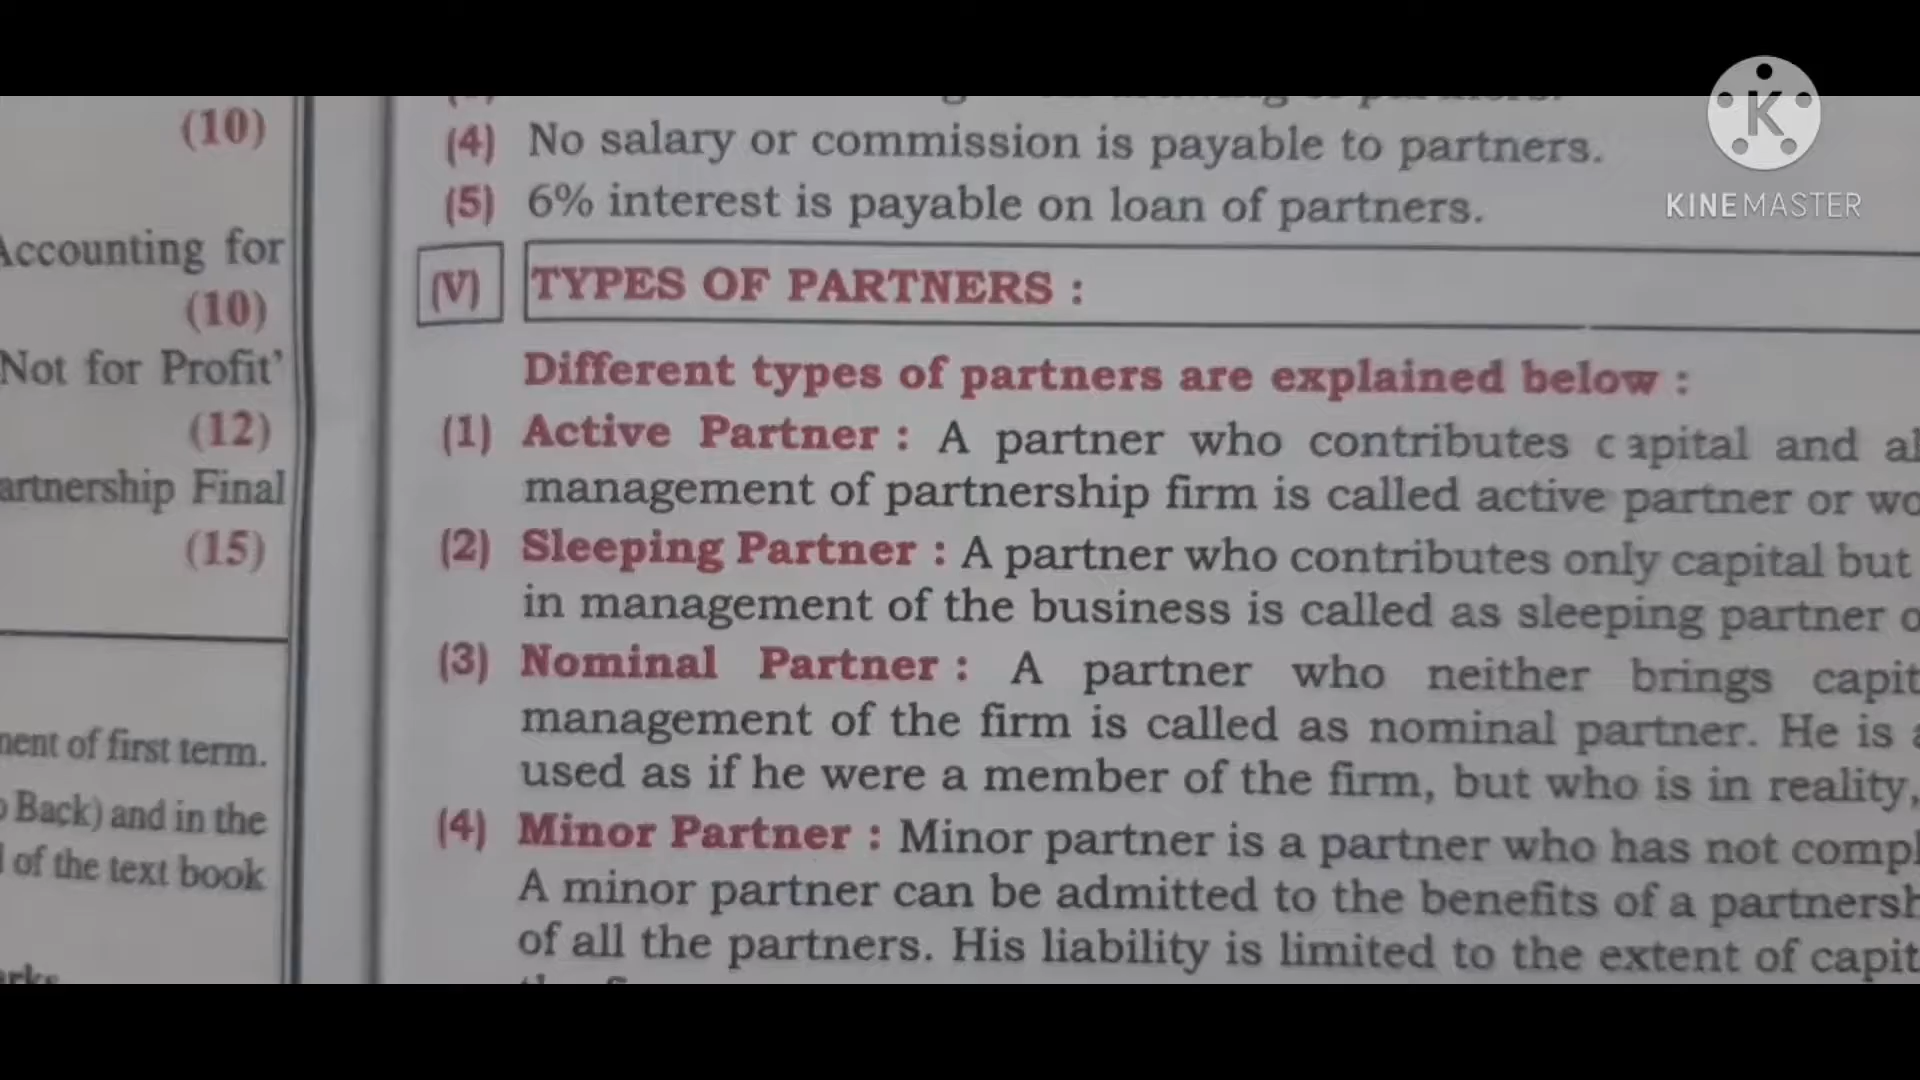 (10)
Accounting for
(10)
Not for Profit'
(12)
artnership Final
(15)
of first term.
Back) and in the
of the text book
(4) No salary or commission is payable to partners.
(5) 6% interest is payable on loan of partners.
(V) TYPES OF PARTNERS :
Different types of partners are explained below :
(1) Active Partner : A partner who contributes capital and
management of partnership firm is called active partner or
(2) Sleeping Partner : A partner who contributes only capital but
in management of the business is called as sleeping partner
(3) Nominal Partner : A partner who neither brings
management of the firm is called as nominal partner. He is
used as if he were a member of the firm, but who is in reality,
(4) Minor Partner : Minor partner is a partner who has not
A minor partner can be admitted to the benefits of a
of all the partners. His liability is limited to the extent of
K
KINEMASTER